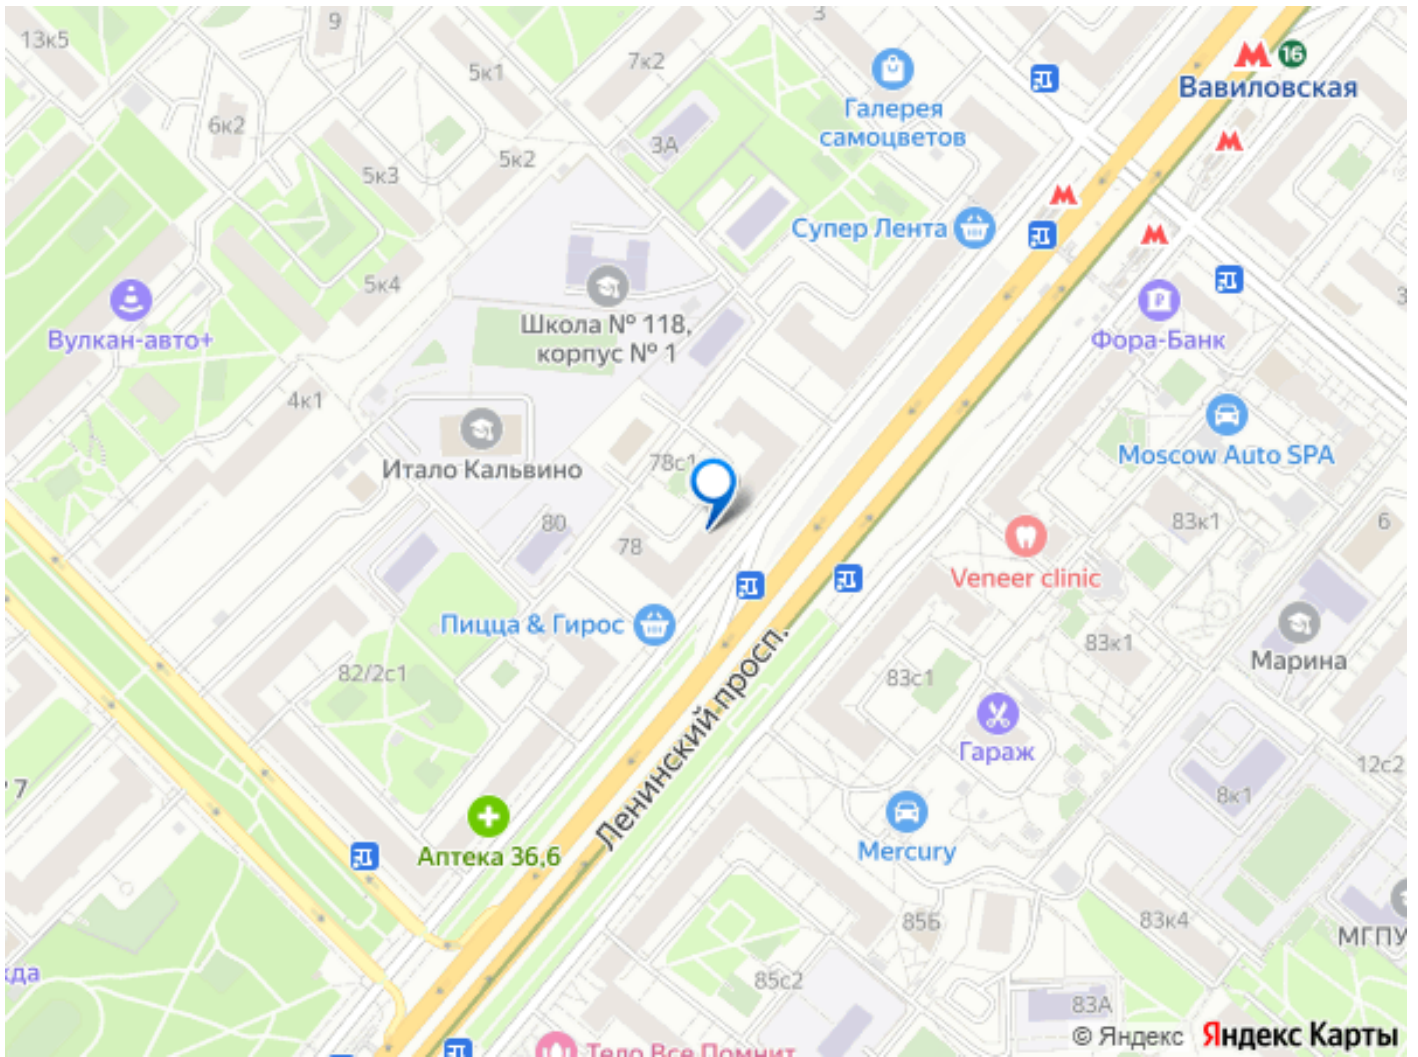 13к5
9
3
7к2
5к1
Галерея
самоцветов
16
Вавиловская
6к2
3А
5к2
5к3
Супер Лента
5к4
Школа № 118,
корпус № 1
Вулкан-авто+
Фора-Банк
4к1
Итало Кальвино
78с1
Moscow Auto SPA
80
78
83к1
6
Veneer clinic
Пицца & Гирос
83к1
Марина
82/2с1
83с1
Ленинский просп.
Гараж
7
12с2
8к1
Аптека 36,6
Mercury
85Б
83к4
МГПУ
85с2
83А
Тело Все Помнит
© Яндекс Яндекс Карты